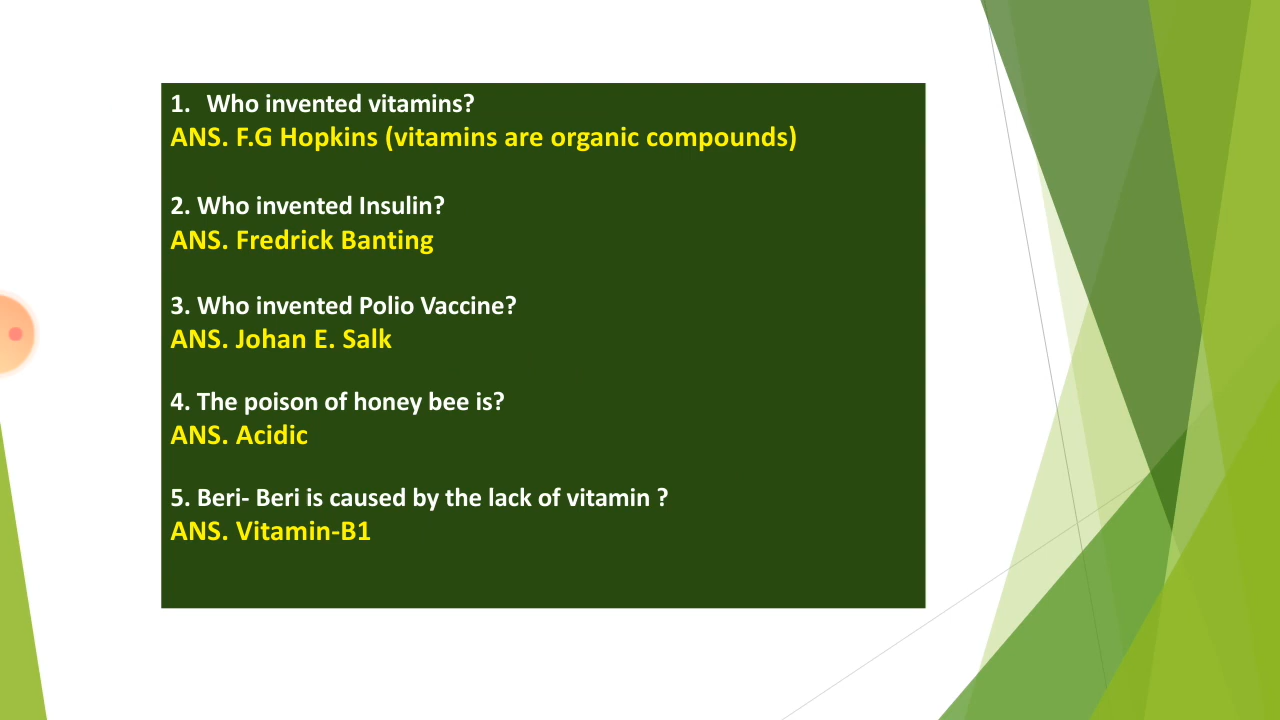 1. Who invented vitamins?
ANS. F.G Hopkins (vitamins are organic compounds)
2. Who invented Insulin?
ANS. Fredrick Banting
3. Who invented Polio Vaccine?
ANS. Johan E. Salk
4. The poison of honey bee is?
ANS. Acidic
5. Beri- Beri is caused by the lack of vitamin ?
ANS. Vitamin-B1